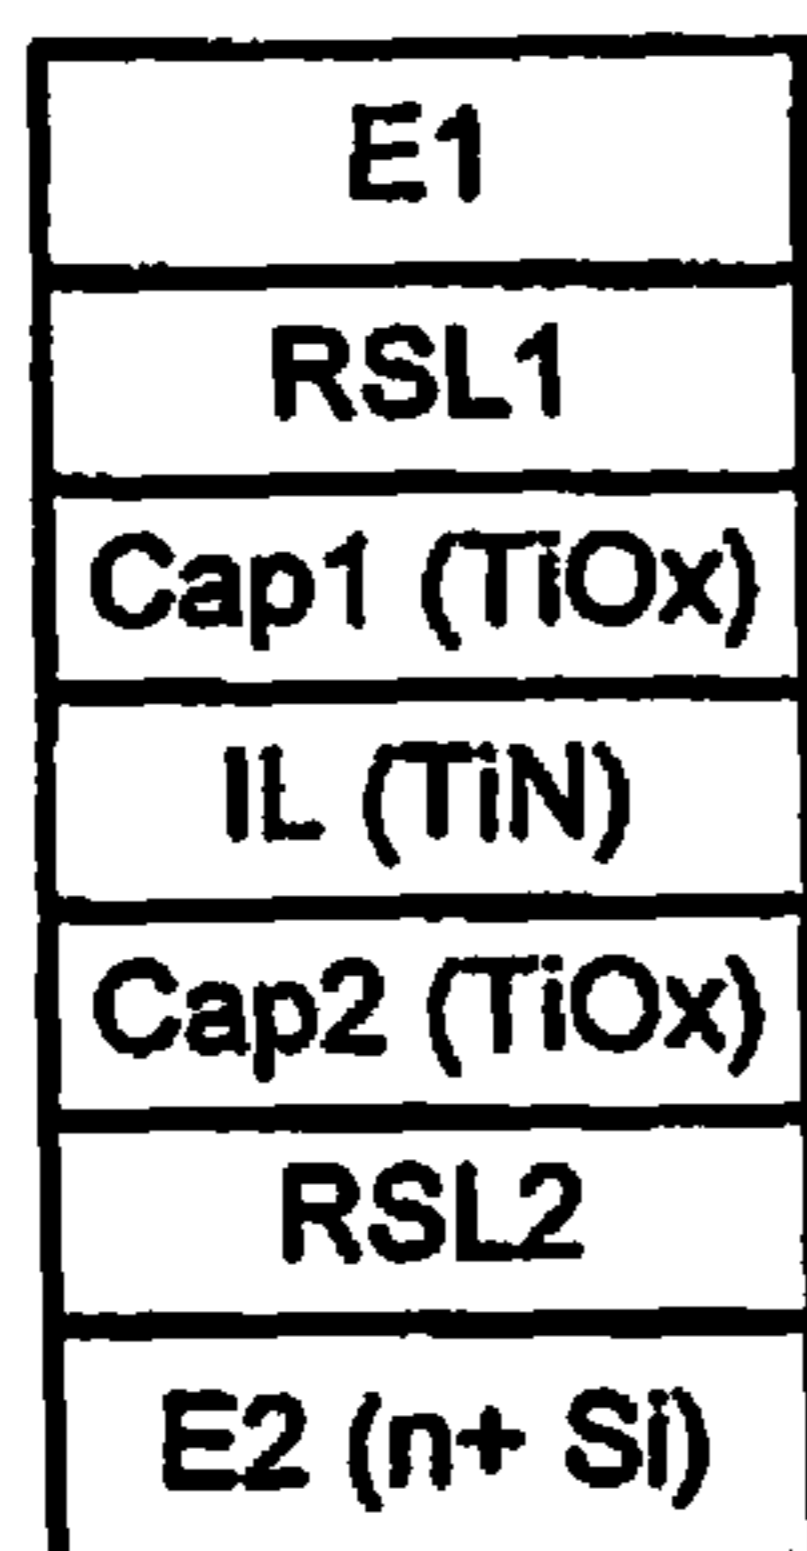 E1
RSL1
Cap1 (TiOx)
IL (TiN)
Cap2 (TiOx)
RSL2
E2 (n+ Si)